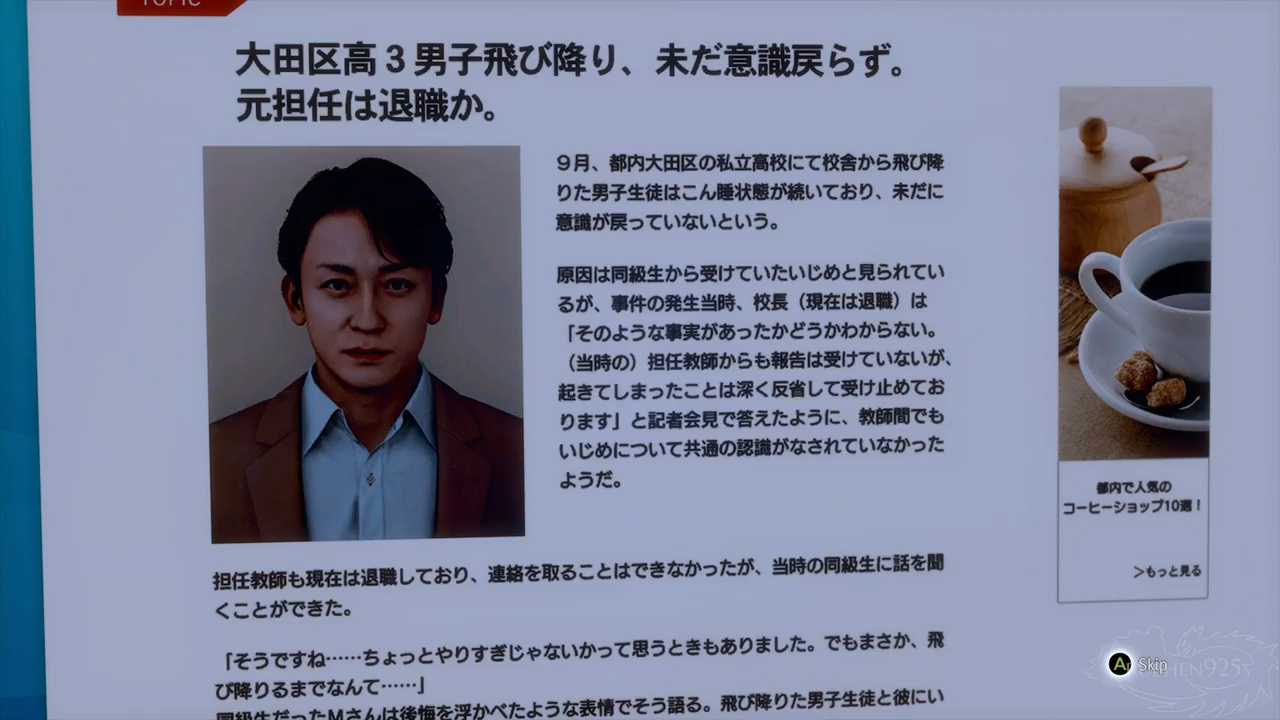 TOPIC
大田区高３男子飛び降り、未だ意識戻らず。
元担任は退職か。
９月、都内大田区の私立高校にて校舎から飛び降
りた男子生徒はこん睡状態が続いており、未だに
意識が戻っていないという。
原因は同級生から受けていたいじめと見られてい
るが、事件の発生当時、校長（現在は退職）は
「そのような事実があったかどうかわからない。
（当時の）担任教師からも報告は受けていないが、
起きてしまったことは深く反省して受け止めてお
ります」と記者会見で答えたように、教師間でも
いじめについて共通の認識がなされていなかった
ようだ。
担任教師も現在は退職しており、連絡を取ることはできなかったが、当時の同級生に話を聞
くことができた。
「そうですね……ちょっとやりすぎじゃないかって思うときもありました。でもまさか、飛
び降りるまでなんて……」
同級生だったMさんは後悔を浮かべたような表情でそう語る。飛び降りた男子生徒と彼にい
都内で人気の
コーヒーショップ10選！
＞もっと見る
A Skip